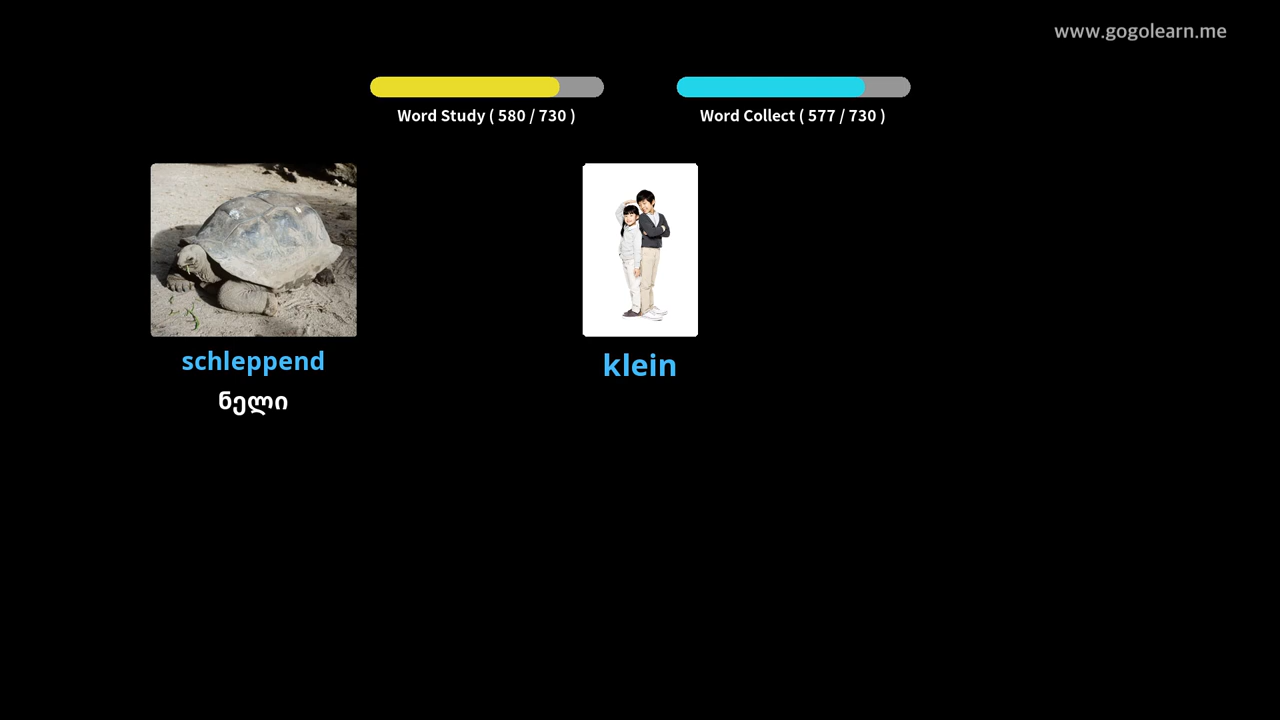 www.gogolearn.me
Word Study ( 580 / 730 )
Word Collect ( 577 / 730 )
schleppend
ნელი
klein